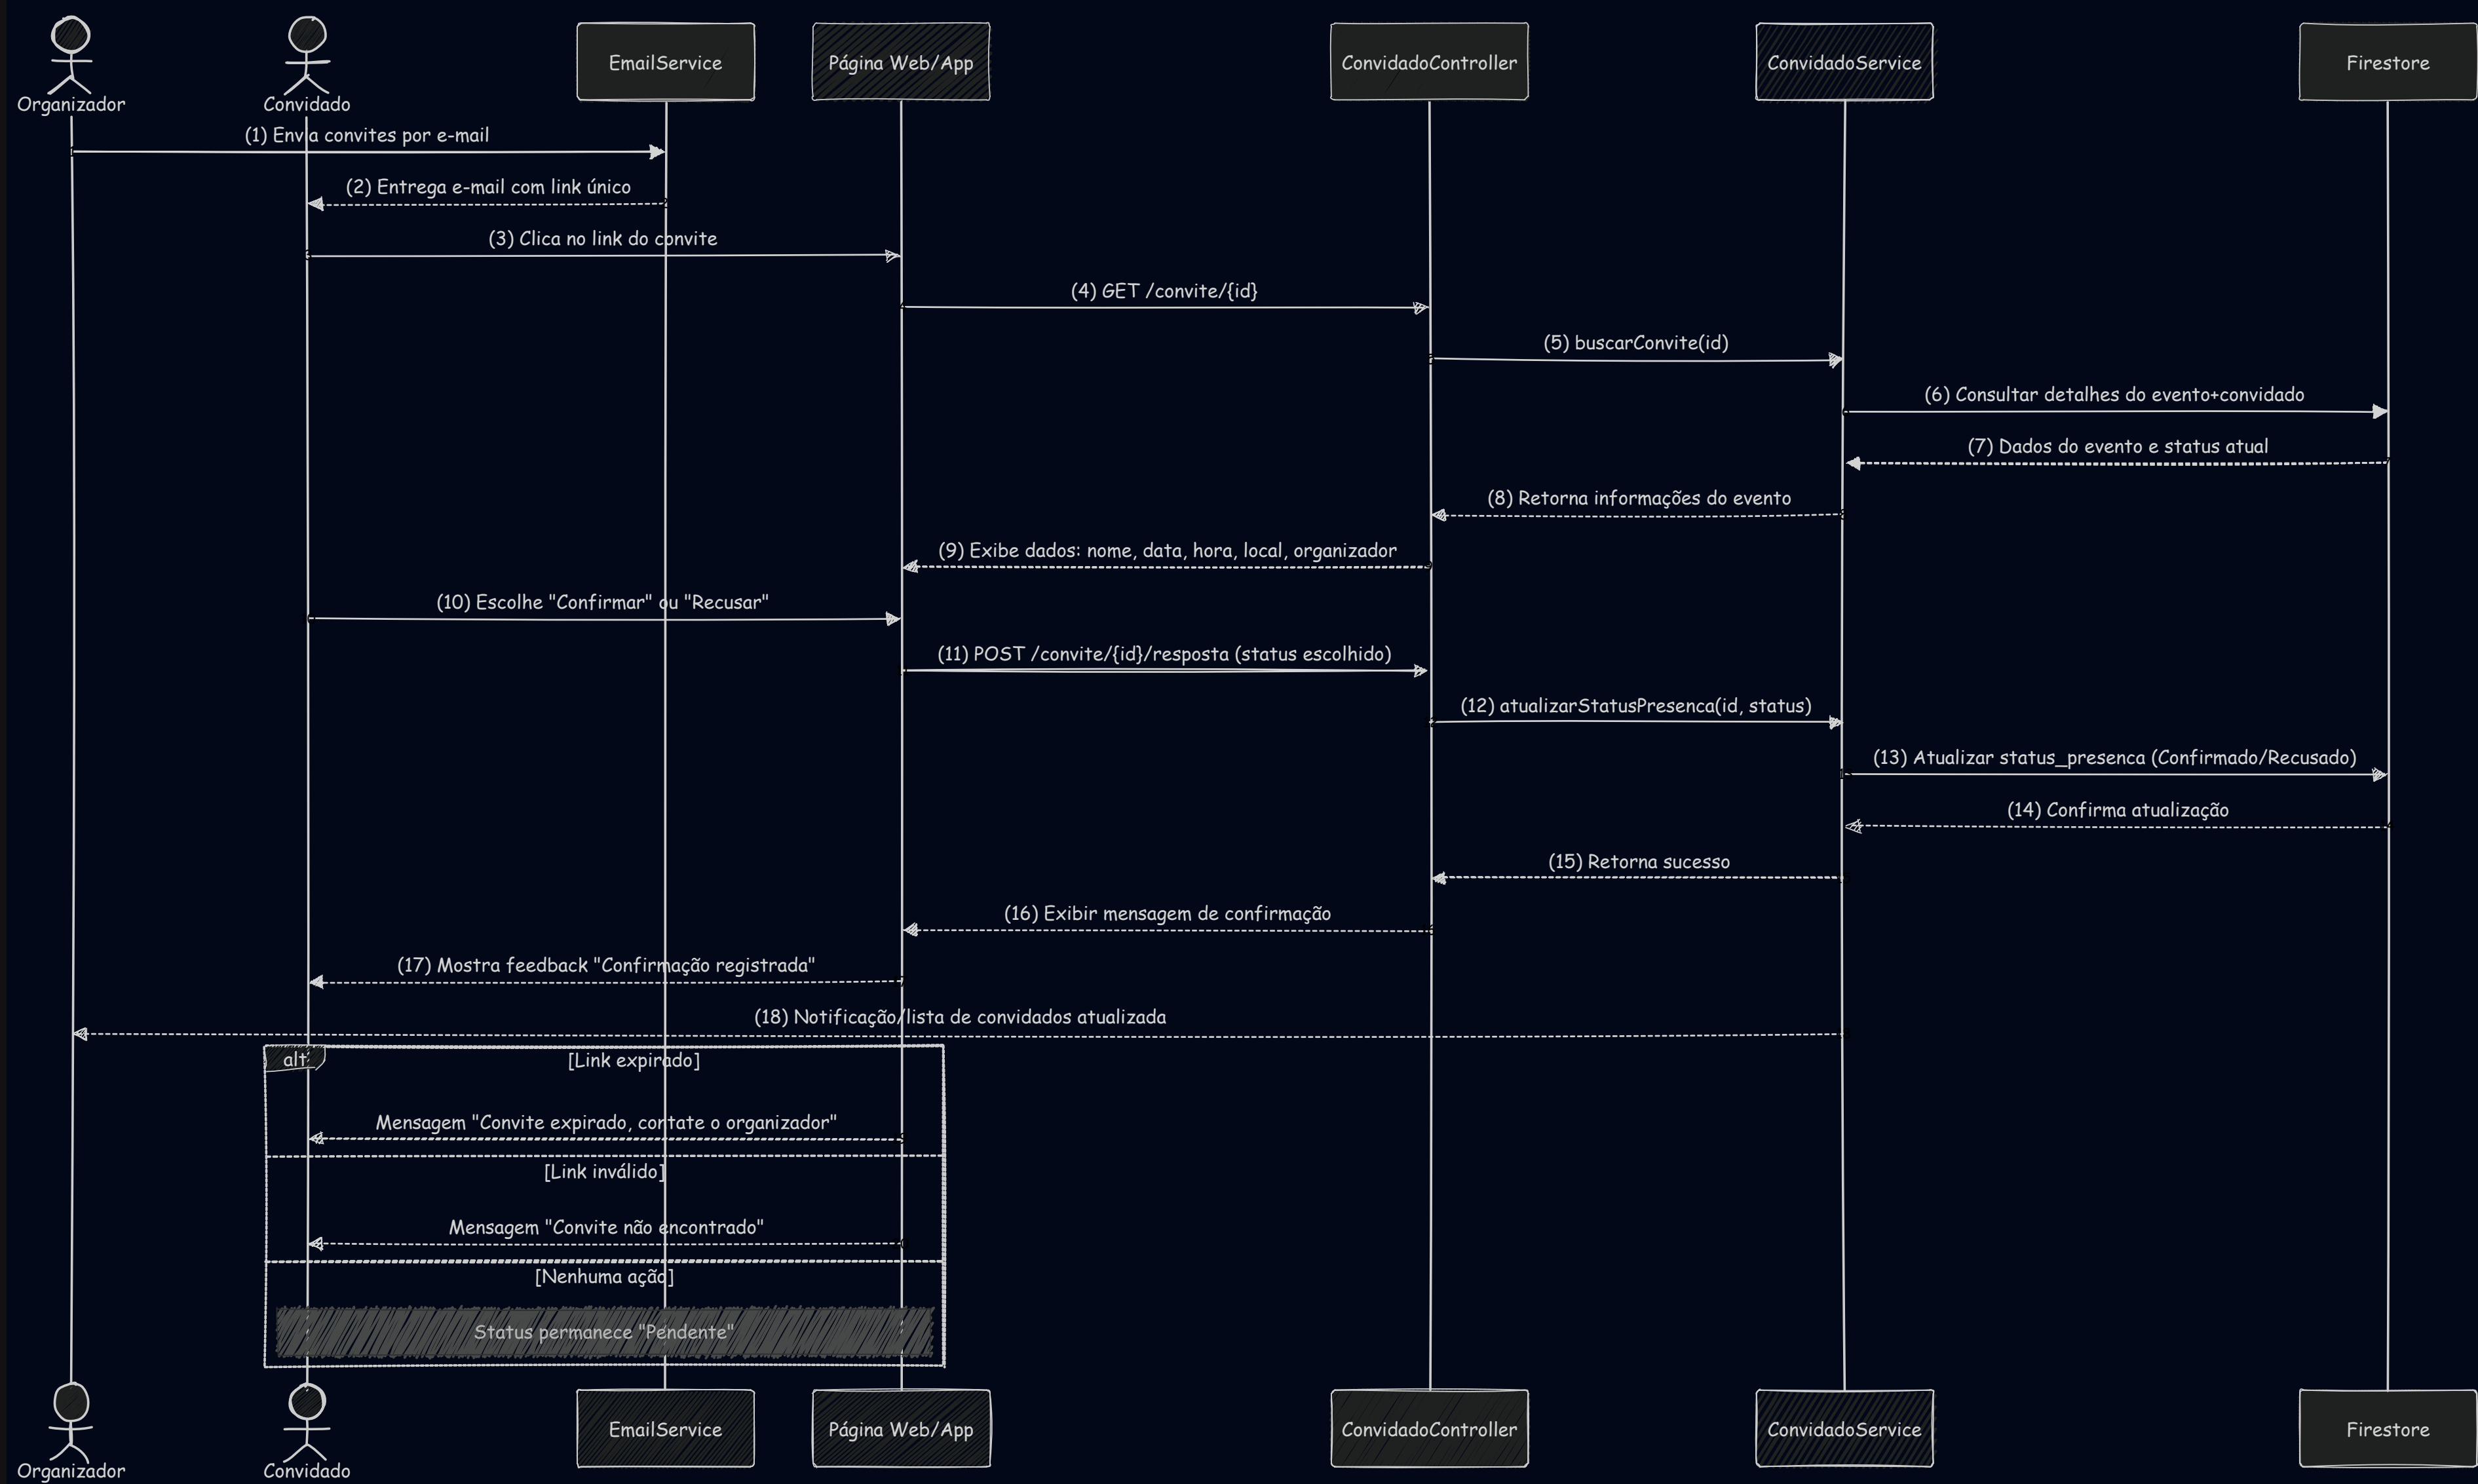 Organizador
Convidado
EmailService
Página Web/App
ConvidadoController
ConvidadoService
Firestore
(1) Envia convites por e-mail
(2) Entrega e-mail com link único
(3) Clica no link do convite
(4) GET /convite/{id}
(5) buscarConvite(id)
(6) Consultar detalhes do evento+convidado
(7) Dados do evento e status atual
(8) Retorna informações do evento
(9) Exibe dados: nome, data, hora, local, organizador
(10) Escolhe "Confirmar" ou "Recusar"
(11) POST /convite/{id}/resposta (status escolhido)
(12) atualizarStatusPresenca(id, status)
(13) Atualizar status_presenca (Confirmado/Recusado)
(14) Confirma atualização
(15) Retorna sucesso
(16) Exibir mensagem de confirmação
(17) Mostra feedback "Confirmação registrada"
(18) Notificação/lista de convidados atualizada
alt
[Link expirado]
Mensagem "Convite expirado, contate o organizador"
[Link inválido]
Mensagem "Convite não encontrado"
[Nenhuma ação]
Status permanece "Pendente"
Organizador
Convidado
EmailService
Página Web/App
ConvidadoController
ConvidadoService
Firestore